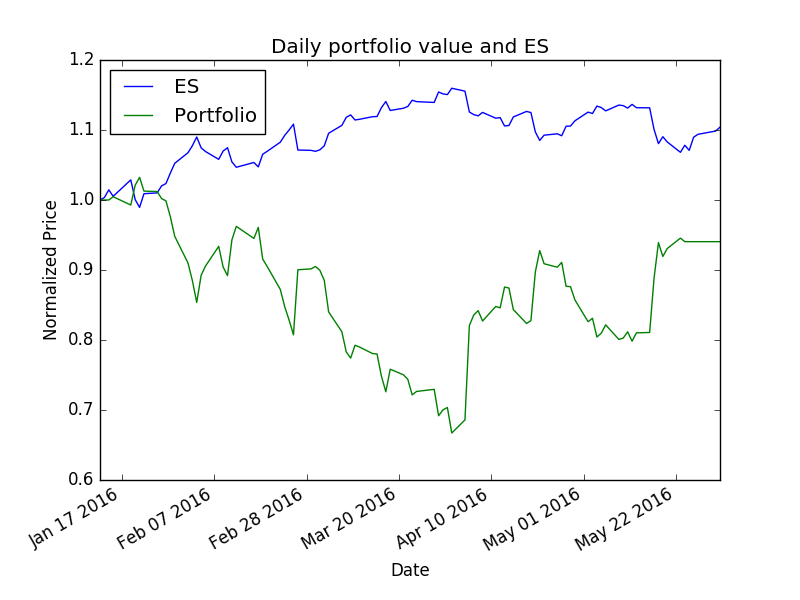 Daily portfolio value and ES
1.2
ES
Portfolio
1.1
1.0
0.9
0.8
0.7
0.6
Normalized Price
Jan 17 2016
Feb 07 2016
Feb 28 2016
Mar 20 2016
Apr 10 2016
May 01 2016
May 22 2016
Date